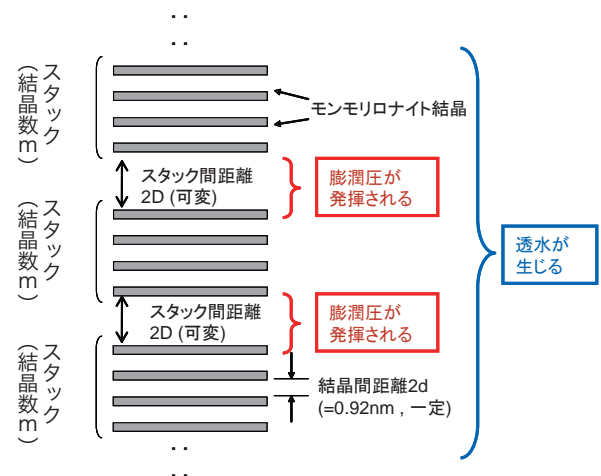 スタック
(結晶数m)
モンモリロナイト結晶
スタック間距離
2D (可変)
膨潤圧が
発揮される
スタック
(結晶数m)
透水が
生じる
スタック間距離
2D (可変)
膨潤圧が
発揮される
スタック
(結晶数m)
結晶間距離2d
(=0.92nm , 一定)